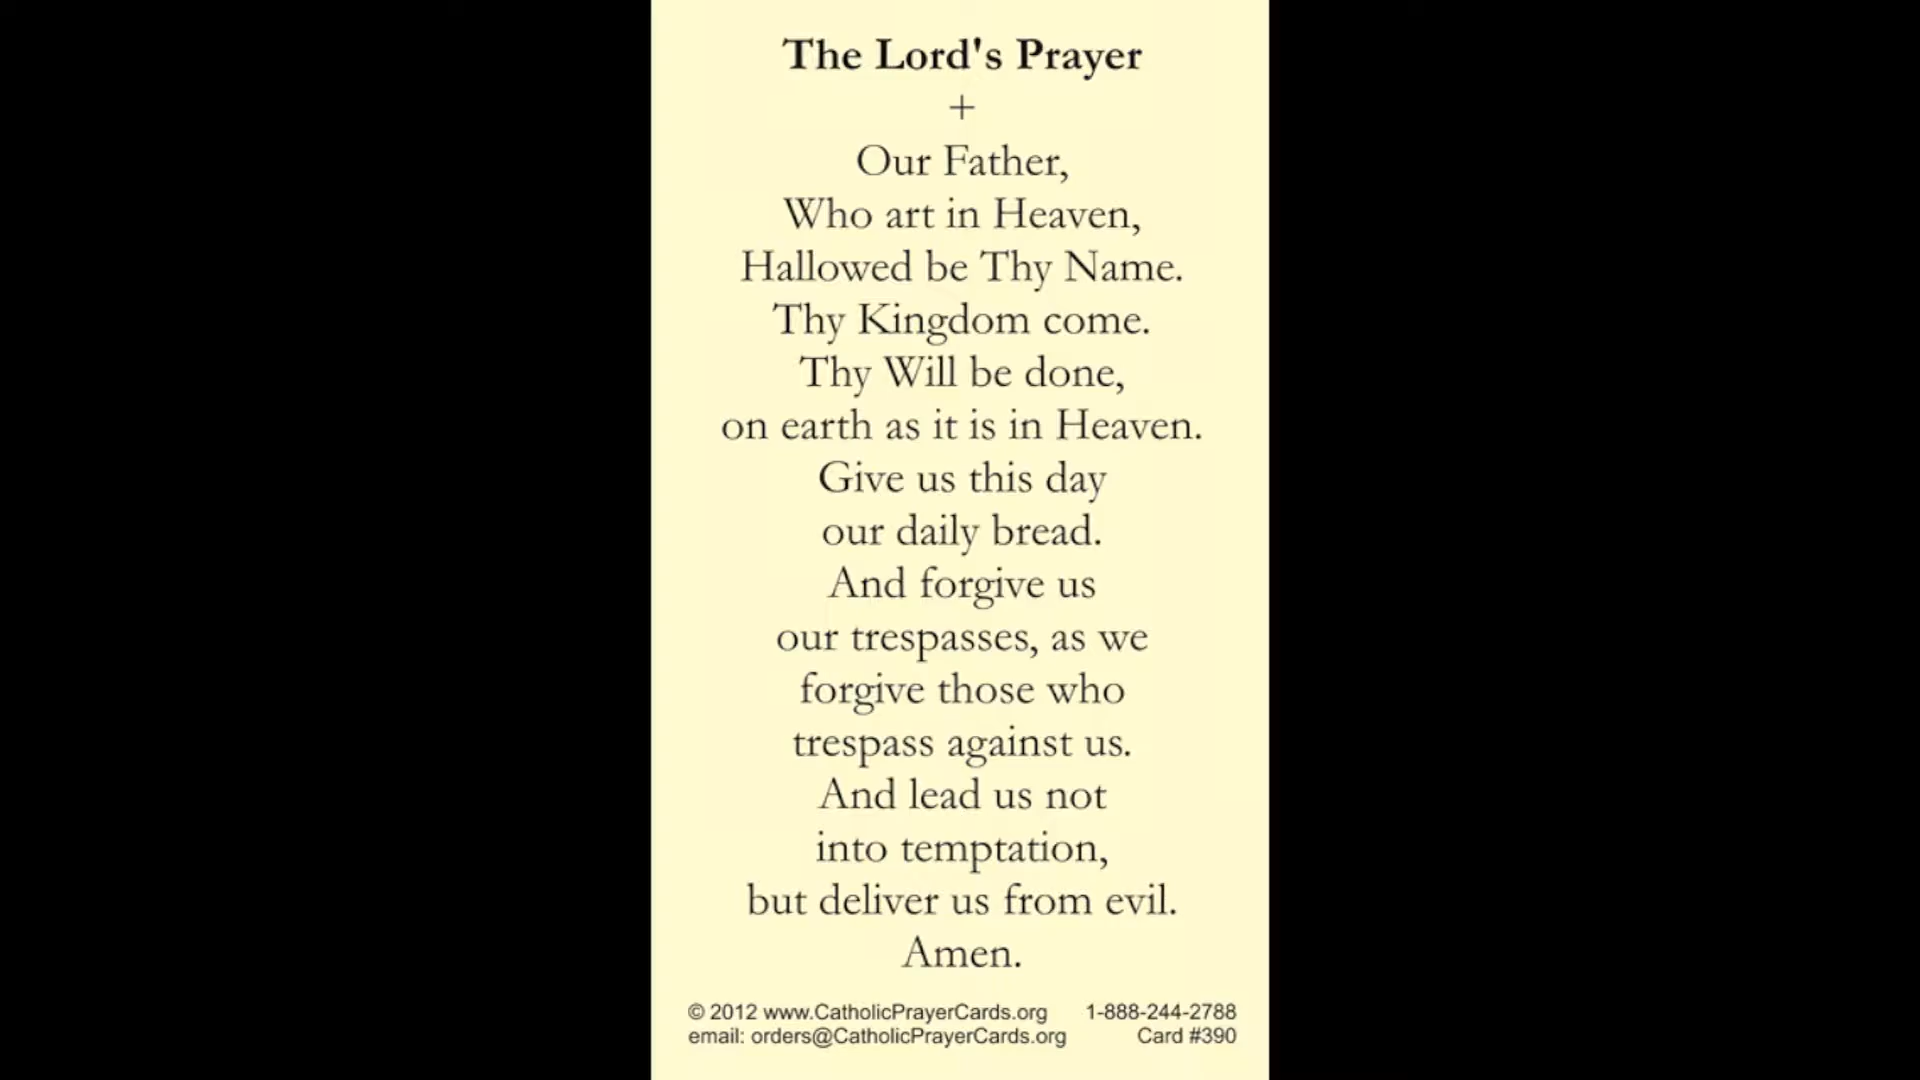 The Lord's Prayer
+
Our Father,
Who art in Heaven,
Hallowed be Thy Name.
Thy Kingdom come.
Thy Will be done,
on earth as it is in Heaven.
Give us this day
our daily bread.
And forgive us
our trespasses, as we
forgive those who
trespass against us.
And lead us not
into temptation,
but deliver us from evil.
Amen.
© 2012 www.CatholicPrayerCards.org 1-888-244-2788
email: orders@CatholicPrayerCards.org Card #390